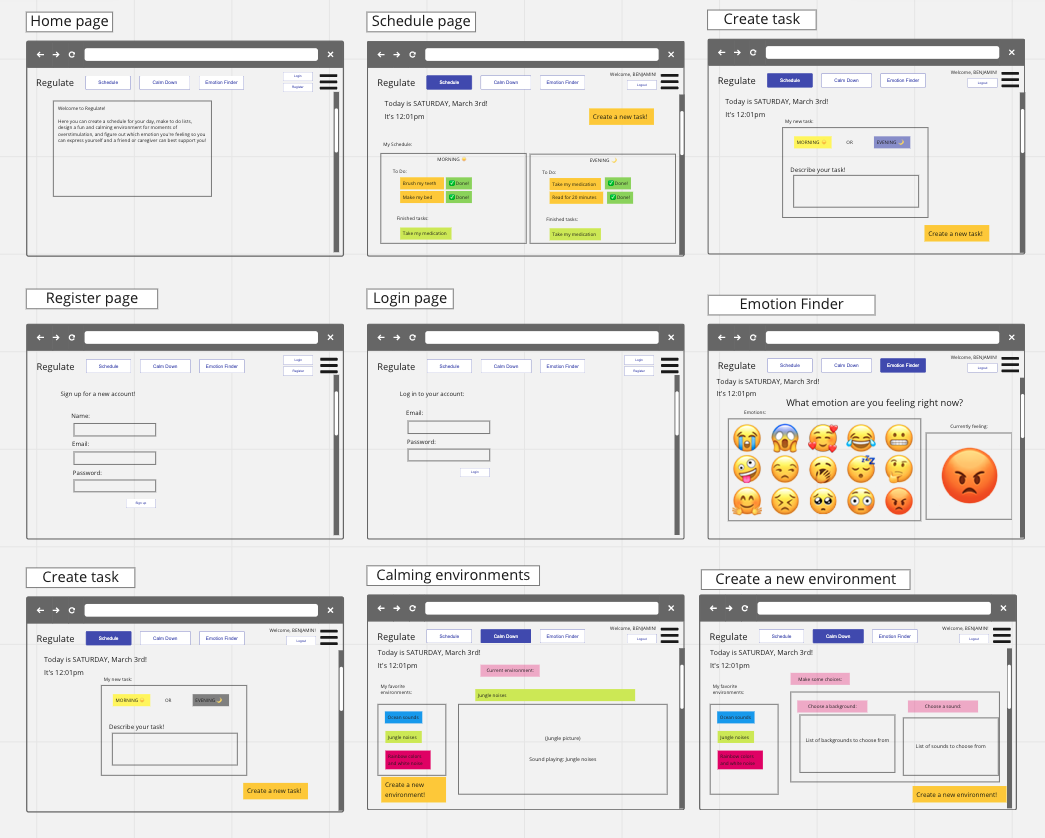 Home page
Regulate
Schedule
Calm Down
Emotion Finder
Login
Register
Welcome to Regulate!
Here you can create a schedule for your day, make to do lists,
design a fun and calming environment for moments of
overstimulation, and figure out which emotion you're feeling so you
can express yourself and a friend or caregiver can best support you!
Schedule page
Regulate
Schedule
Calm Down
Emotion Finder
Welcome, BENJAMIN!
Logout
Today is SATURDAY, March 3rd!
It's 12:01pm
Create a new task!
My Schedule:
MORNING
To Do:
Brush my teeth
✅ Done!
Make my bed
✅ Done!
Finished tasks:
Take my medication
EVENING 🌙
To Do:
Take my medication
✅ Done!
Read for 20 minutes
✅ Done!
Finished tasks:
Take my medication
Create task
Regulate
Schedule
Calm Down
Emotion Finder
Welcome, BENJAMIN!
Logout
Today is SATURDAY, March 3rd!
It's 12:01pm
My new task:
MORNING
OR
EVENING 🌙
Describe your task!
Create a new task!
Register page
Regulate
Schedule
Calm Down
Emotion Finder
Login
Register
Sign up for a new account!
Name:
Email:
Password:
Sign up
Login page
Regulate
Schedule
Calm Down
Emotion Finder
Login
Register
Log in to your account:
Email:
Password:
Login
Emotion Finder
Regulate
Schedule
Calm Down
Emotion Finder
Welcome, BENJAMIN!
Logout
Today is SATURDAY, March 3rd!
It's 12:01pm
What emotion are you feeling right now?
Emotions:
Currently feeling:
Create task
Regulate
Schedule
Calm Down
Emotion Finder
Welcome, BENJAMIN!
Logout
Today is SATURDAY, March 3rd!
It's 12:01pm
My new task:
MORNING
OR
EVENING 🌙
Describe your task!
Create a new task!
Calming environments
Regulate
Schedule
Calm Down
Emotion Finder
Welcome, BENJAMIN!
Logout
Today is SATURDAY, March 3rd!
It's 12:01pm
Current environment:
My favorite
environments:
Jungle noises
Ocean sounds
Jungle noises
and white noise
(Jungle picture)
Sound playing: Jungle noises
Create a new
environment!
Create a new environment
Regulate
Schedule
Calm Down
Emotion Finder
Welcome, BENJAMIN!
Logout
Today is SATURDAY, March 3rd!
It's 12:01pm
Make some choices:
My favorite
environments:
Ocean sounds
Jungle noises
and white noise
Choose a background:
List of backgrounds to choose from
Choose a sound:
List of sounds to choose from
Create a new environment!